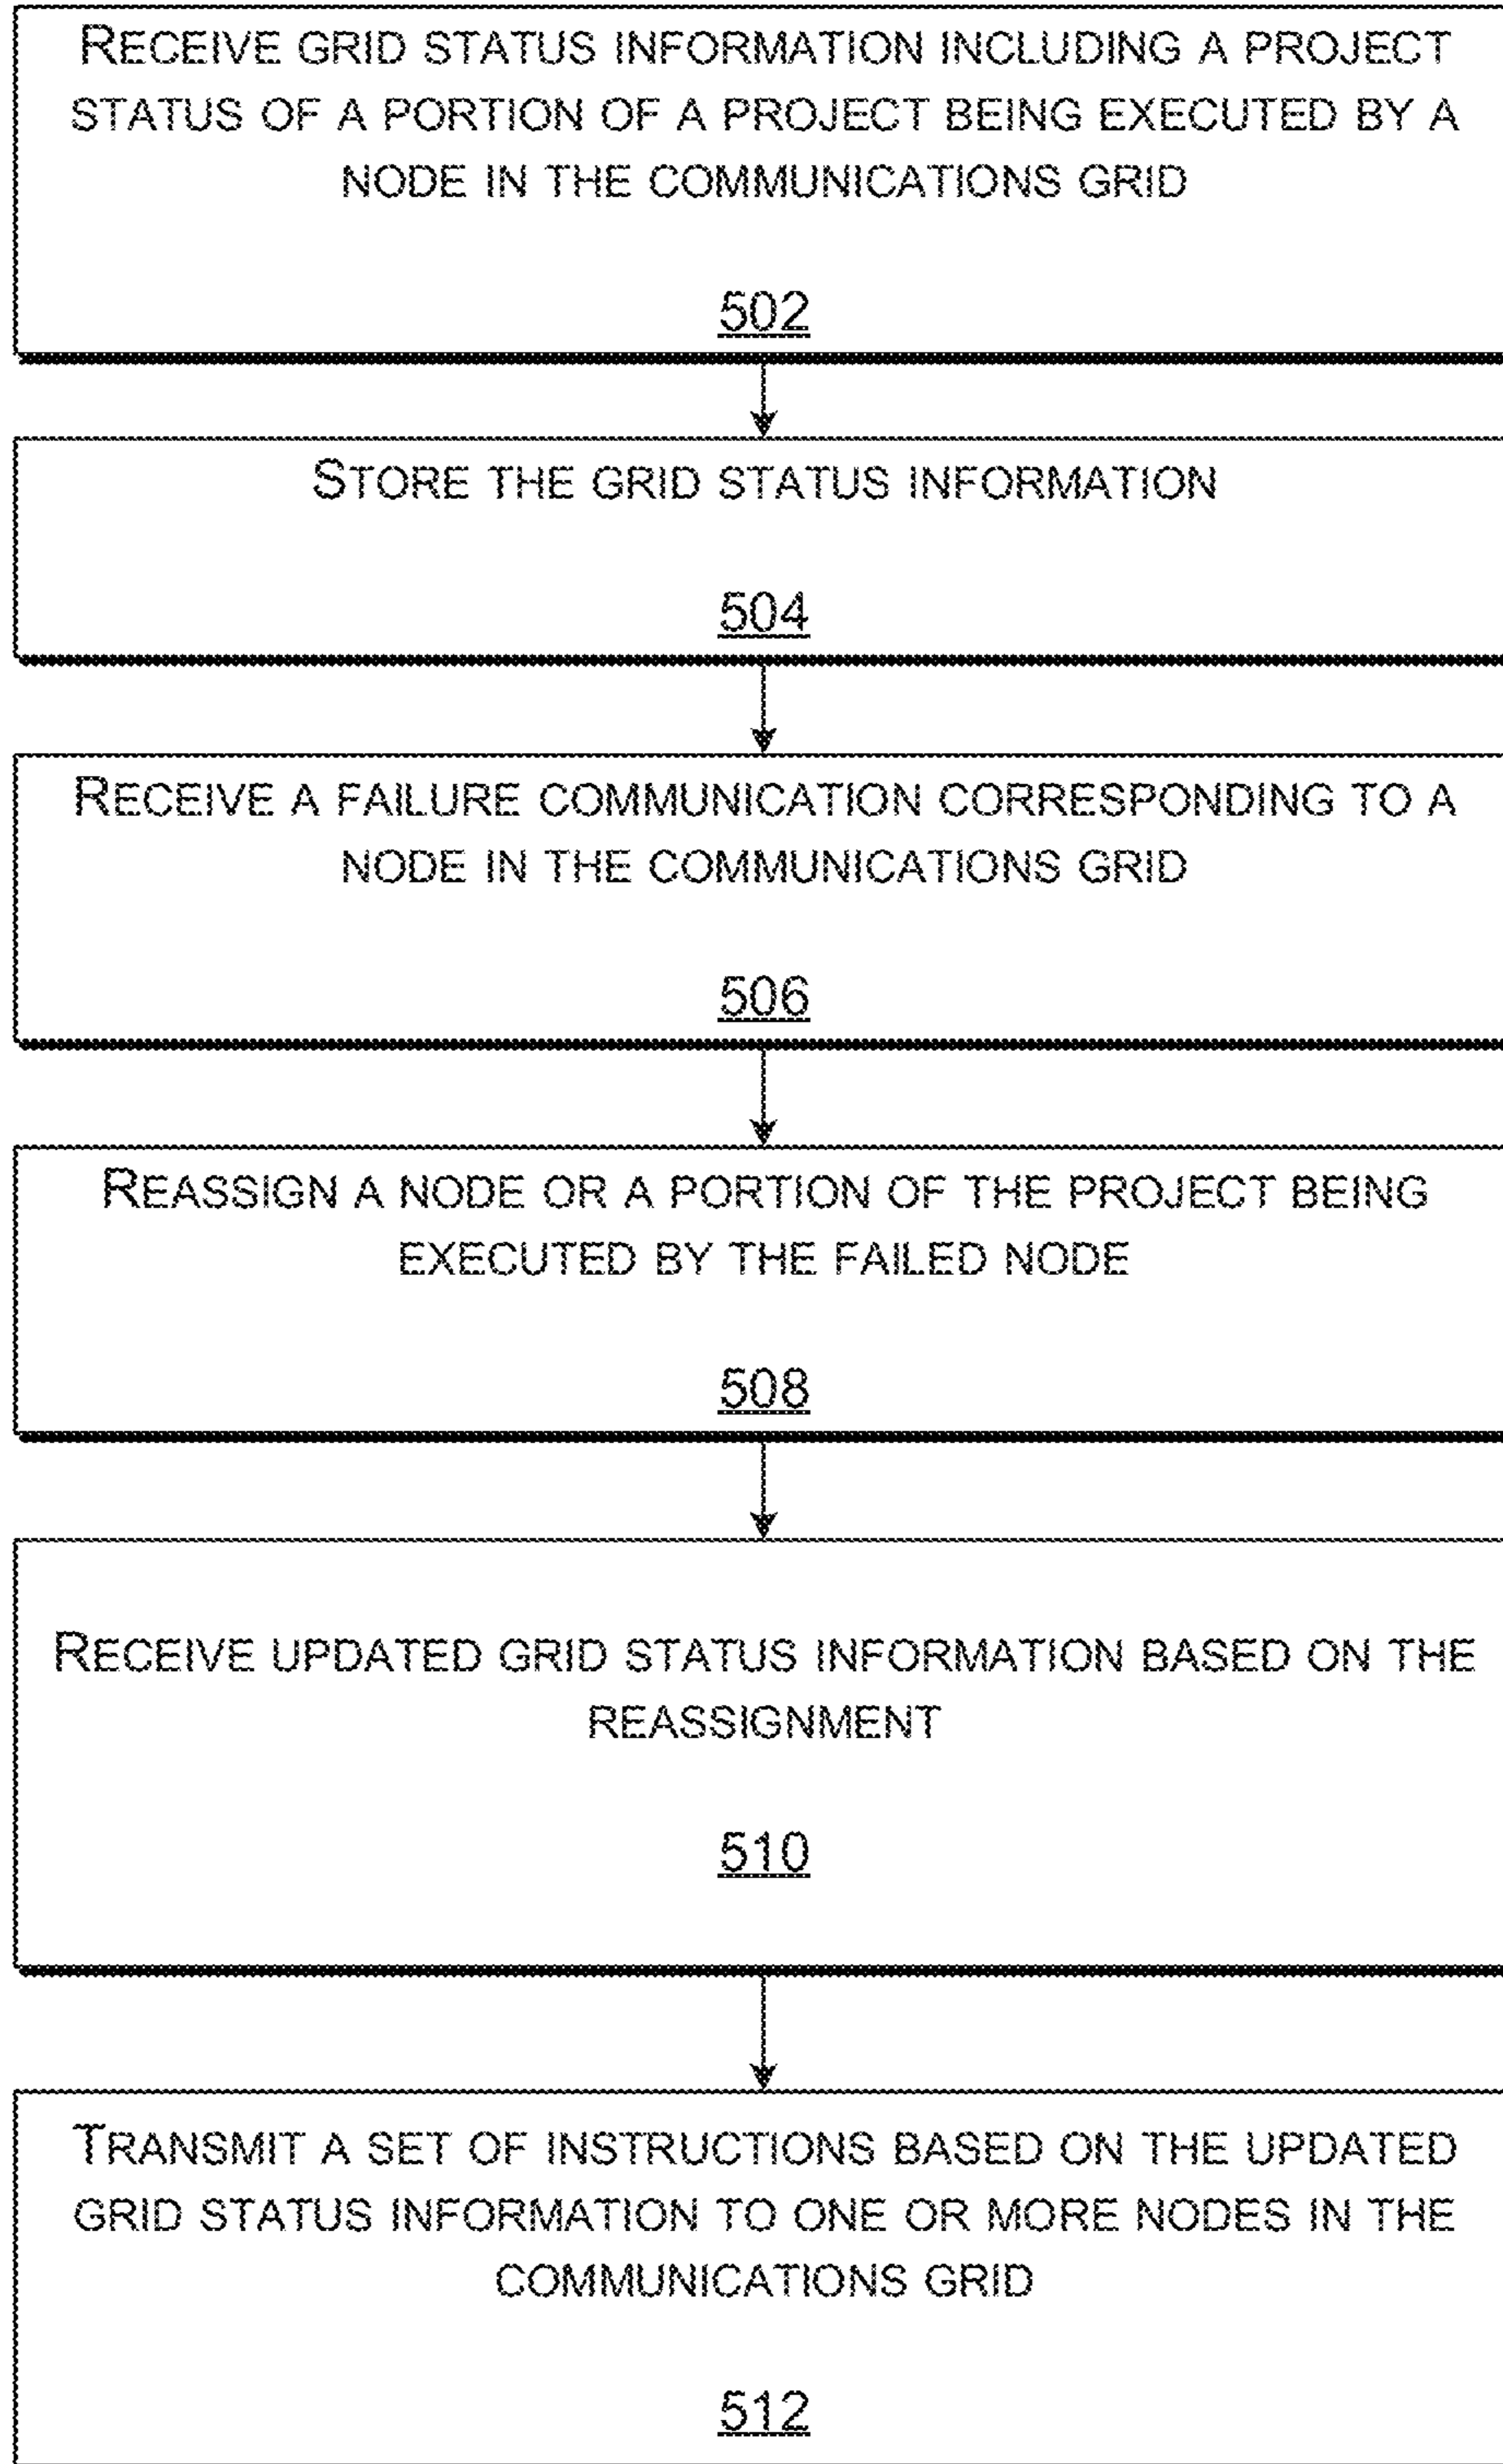 RECEIVE GRID STATUS INFORMATION INCLUDING A PROJECT
STATUS OF A PORTION OF A PROJECT BEING EXECUTED BY A
NODE IN THE COMMUNICATIONS GRID
502
STORE THE GRID STATUS INFORMATION
504
RECEIVE A FAILURE COMMUNICATION CORRESPONDING TO A
NODE IN THE COMMUNICATIONS GRID
506
REASSIGN A NODE OR A PORTION OF THE PROJECT BEING
EXECUTED BY THE FAILED NODE
508
RECEIVE UPDATED GRID STATUS INFORMATION BASED ON THE
REASSIGNMENT
510
TRANSMIT A SET OF INSTRUCTIONS BASED ON THE UPDATED
GRID STATUS INFORMATION TO ONE OR MORE NODES IN THE
COMMUNICATIONS GRID
512